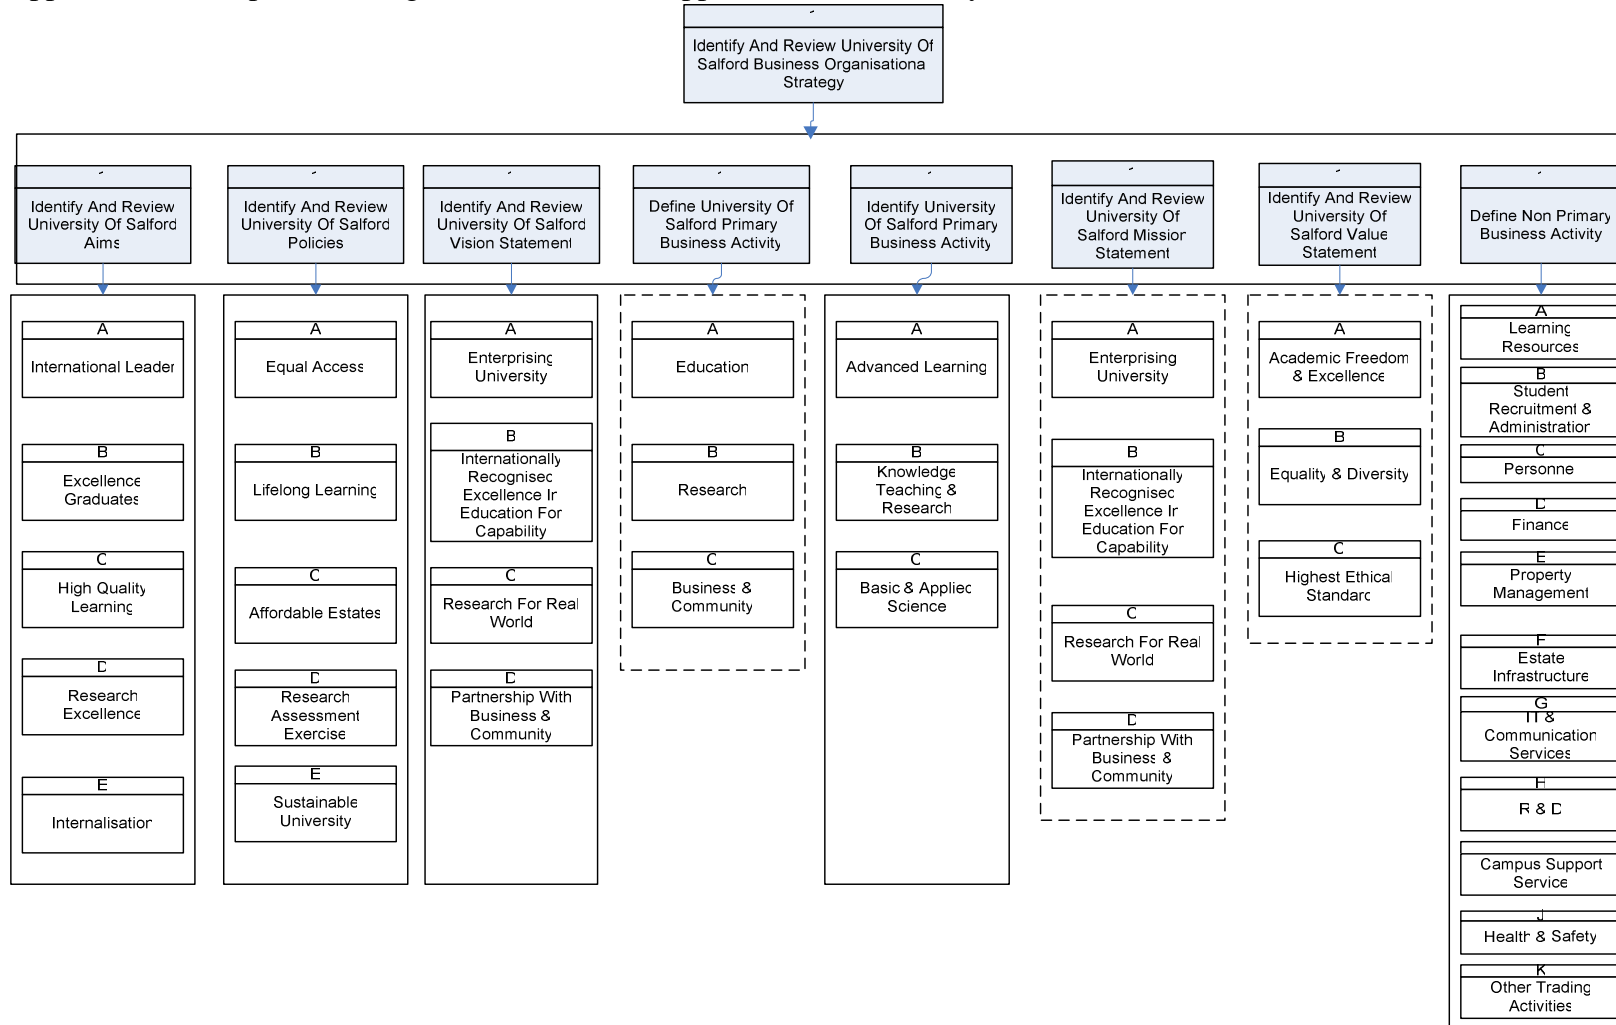 Identify And Review University Of
Salford Business Organisationa
Strategy
Identify And Review
University Of Salford
Aims
Identify And Review
University Of Salford
Policies
Identify And Review
University Of Salford
Vision Statement
Define University Of
Salford Primary
Business Activity
Identify University
Of Salford Primary
Business Activity
Identify And Review
University Of
Salford Mission
Statement
Identify And Review
University Of
Salford Value
Statement
Define Non Primary
Business Activity
A
International Leader
B
Excellence
Graduates
C
High Quality
Learning
D
Research
Excellence
E
Internalisation
A
Equal Access
B
Lifelong Learning
C
Affordable Estates
D
Research
Assessment
Exercise
E
Sustainable
University
A
Enterprising
University
B
Internationally
Recognised
Excellence In
Education For
Capability
C
Research For Real
World
D
Partnership With
Business &
Community
A
Education
B
Research
C
Business &
Community
A
Advanced Learning
B
Knowledge
Teaching &
Research
C
Basic & Applied
Science
A
Enterprising
University
B
Internationally
Recognised
Excellence In
Education For
Capability
C
Research For Real
World
D
Partnership With
Business &
Community
A
Academic Freedom
& Excellence
B
Equality & Diversity
C
Highest Ethical
Standard
A
Learning
Resources
B
Student
Recruitment &
Administration
C
Personne
D
Finance
E
Property
Management
F
Estate
Infrastructure
G
IT &
Communication
Services
H
R & D
Campus Support
Service
J
Health & Safety
K
Other Trading
Activities